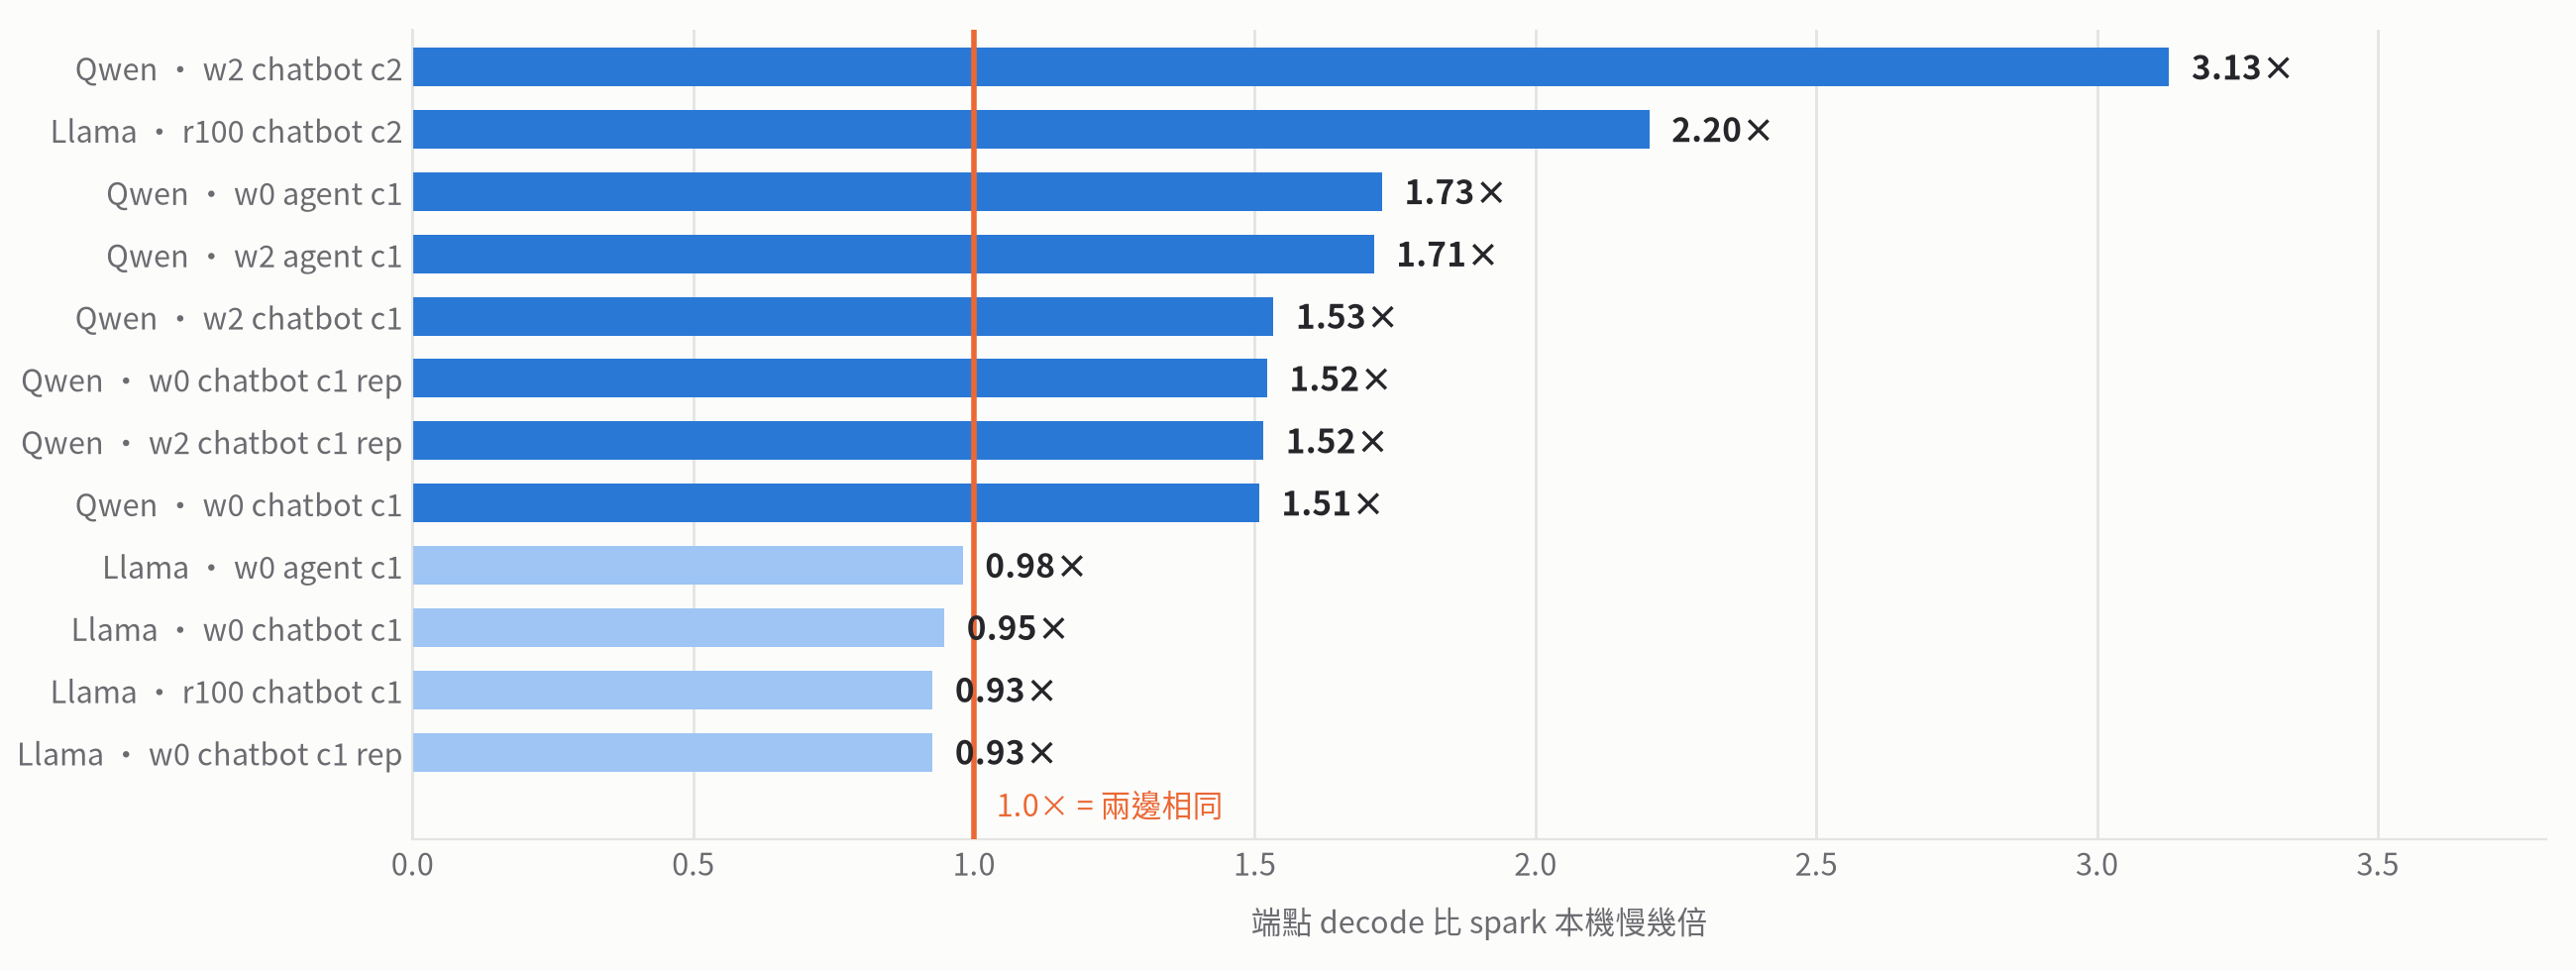 Qwen · w2 chatbot c2 3.13×
Llama · r100 chatbot c2 2.20×
Qwen · w0 agent c1 1.73×
Qwen · w2 agent c1 1.71×
Qwen · w2 chatbot c1 1.53×
Qwen · w0 chatbot c1 rep 1.52×
Qwen · w2 chatbot c1 rep 1.52×
Qwen · w0 chatbot c1 1.51×
Llama · w0 agent c1 0.98×
Llama · w0 chatbot c1 0.95×
Llama · r100 chatbot c1 0.93×
Llama · w0 chatbot c1 rep 0.93×
1.0× = 兩邊相同
0.0 0.5 1.0 1.5 2.0 2.5 3.0 3.5
端點 decode 比 spark 本機慢幾倍